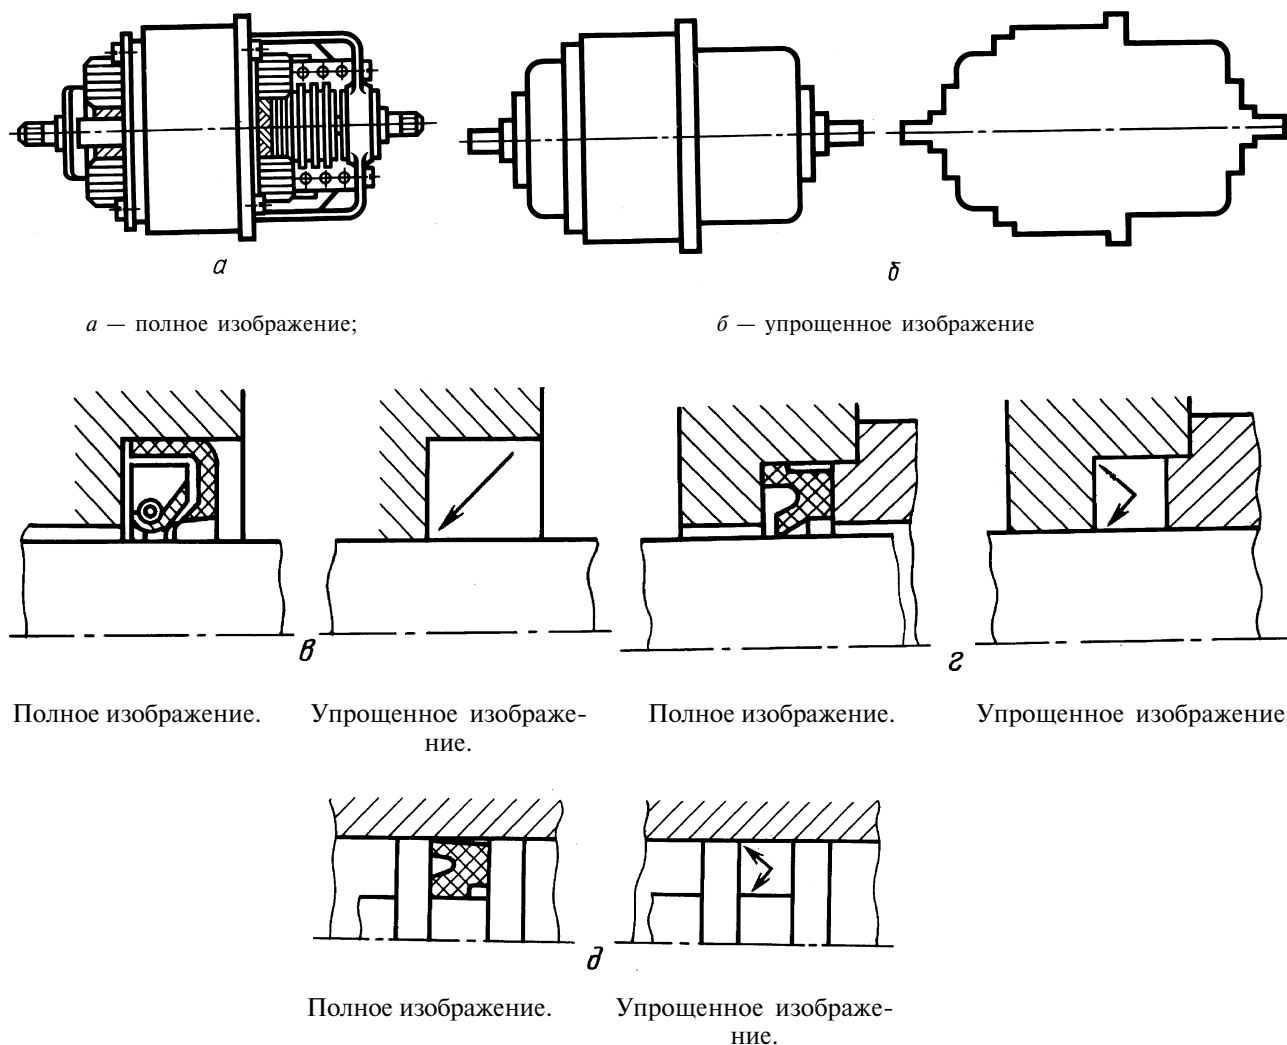 а
б
а — полное изображение;
б — упрощенное изображение
в
г
Полное изображение.
Упрощенное изображе-
ние.
Полное изображение.
Упрощенное изображение
д
Полное изображение.
Упрощенное изображе-
ние.